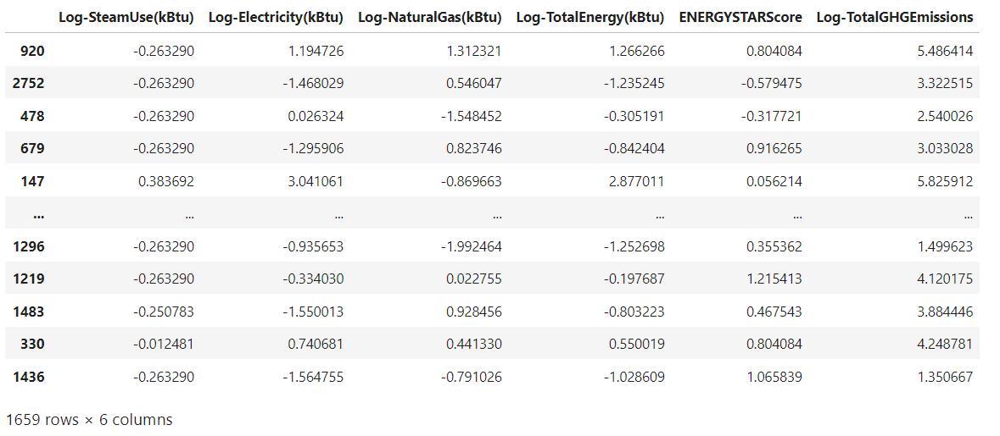 Log-SteamUse(kBtu) Log-Electricity(kBtu) Log-NaturalGas(kBtu) Log-TotalEnergy(kBtu) ENERGYSTARScore Log-TotalGHGEmissions
920 -0.263290 1.194726 1.312321 1.266266 0.804084 5.486414
2752 -0.263290 -1.468029 0.546047 -1.235245 -0.579475 3.322515
478 -0.263290 0.026324 -1.548452 -0.305191 -0.317721 2.540026
679 -0.263290 -1.295906 0.823746 -0.842404 0.916265 3.033028
147 0.383692 3.041061 -0.869663 2.877011 0.056214 5.825912
... ... ... ... ... ... ...
1296 -0.263290 -0.935653 -1.992464 -1.252698 0.355362 1.499623
1219 -0.263290 -0.334030 0.022755 -0.197687 1.215413 4.120175
1483 -0.250783 -1.550013 0.928456 -0.803223 0.467543 3.884446
330 -0.012481 0.740681 0.441330 0.550019 0.804084 4.248781
1436 -0.263290 -1.564755 -0.791026 -1.028609 1.065839 1.350667
1659 rows × 6 columns